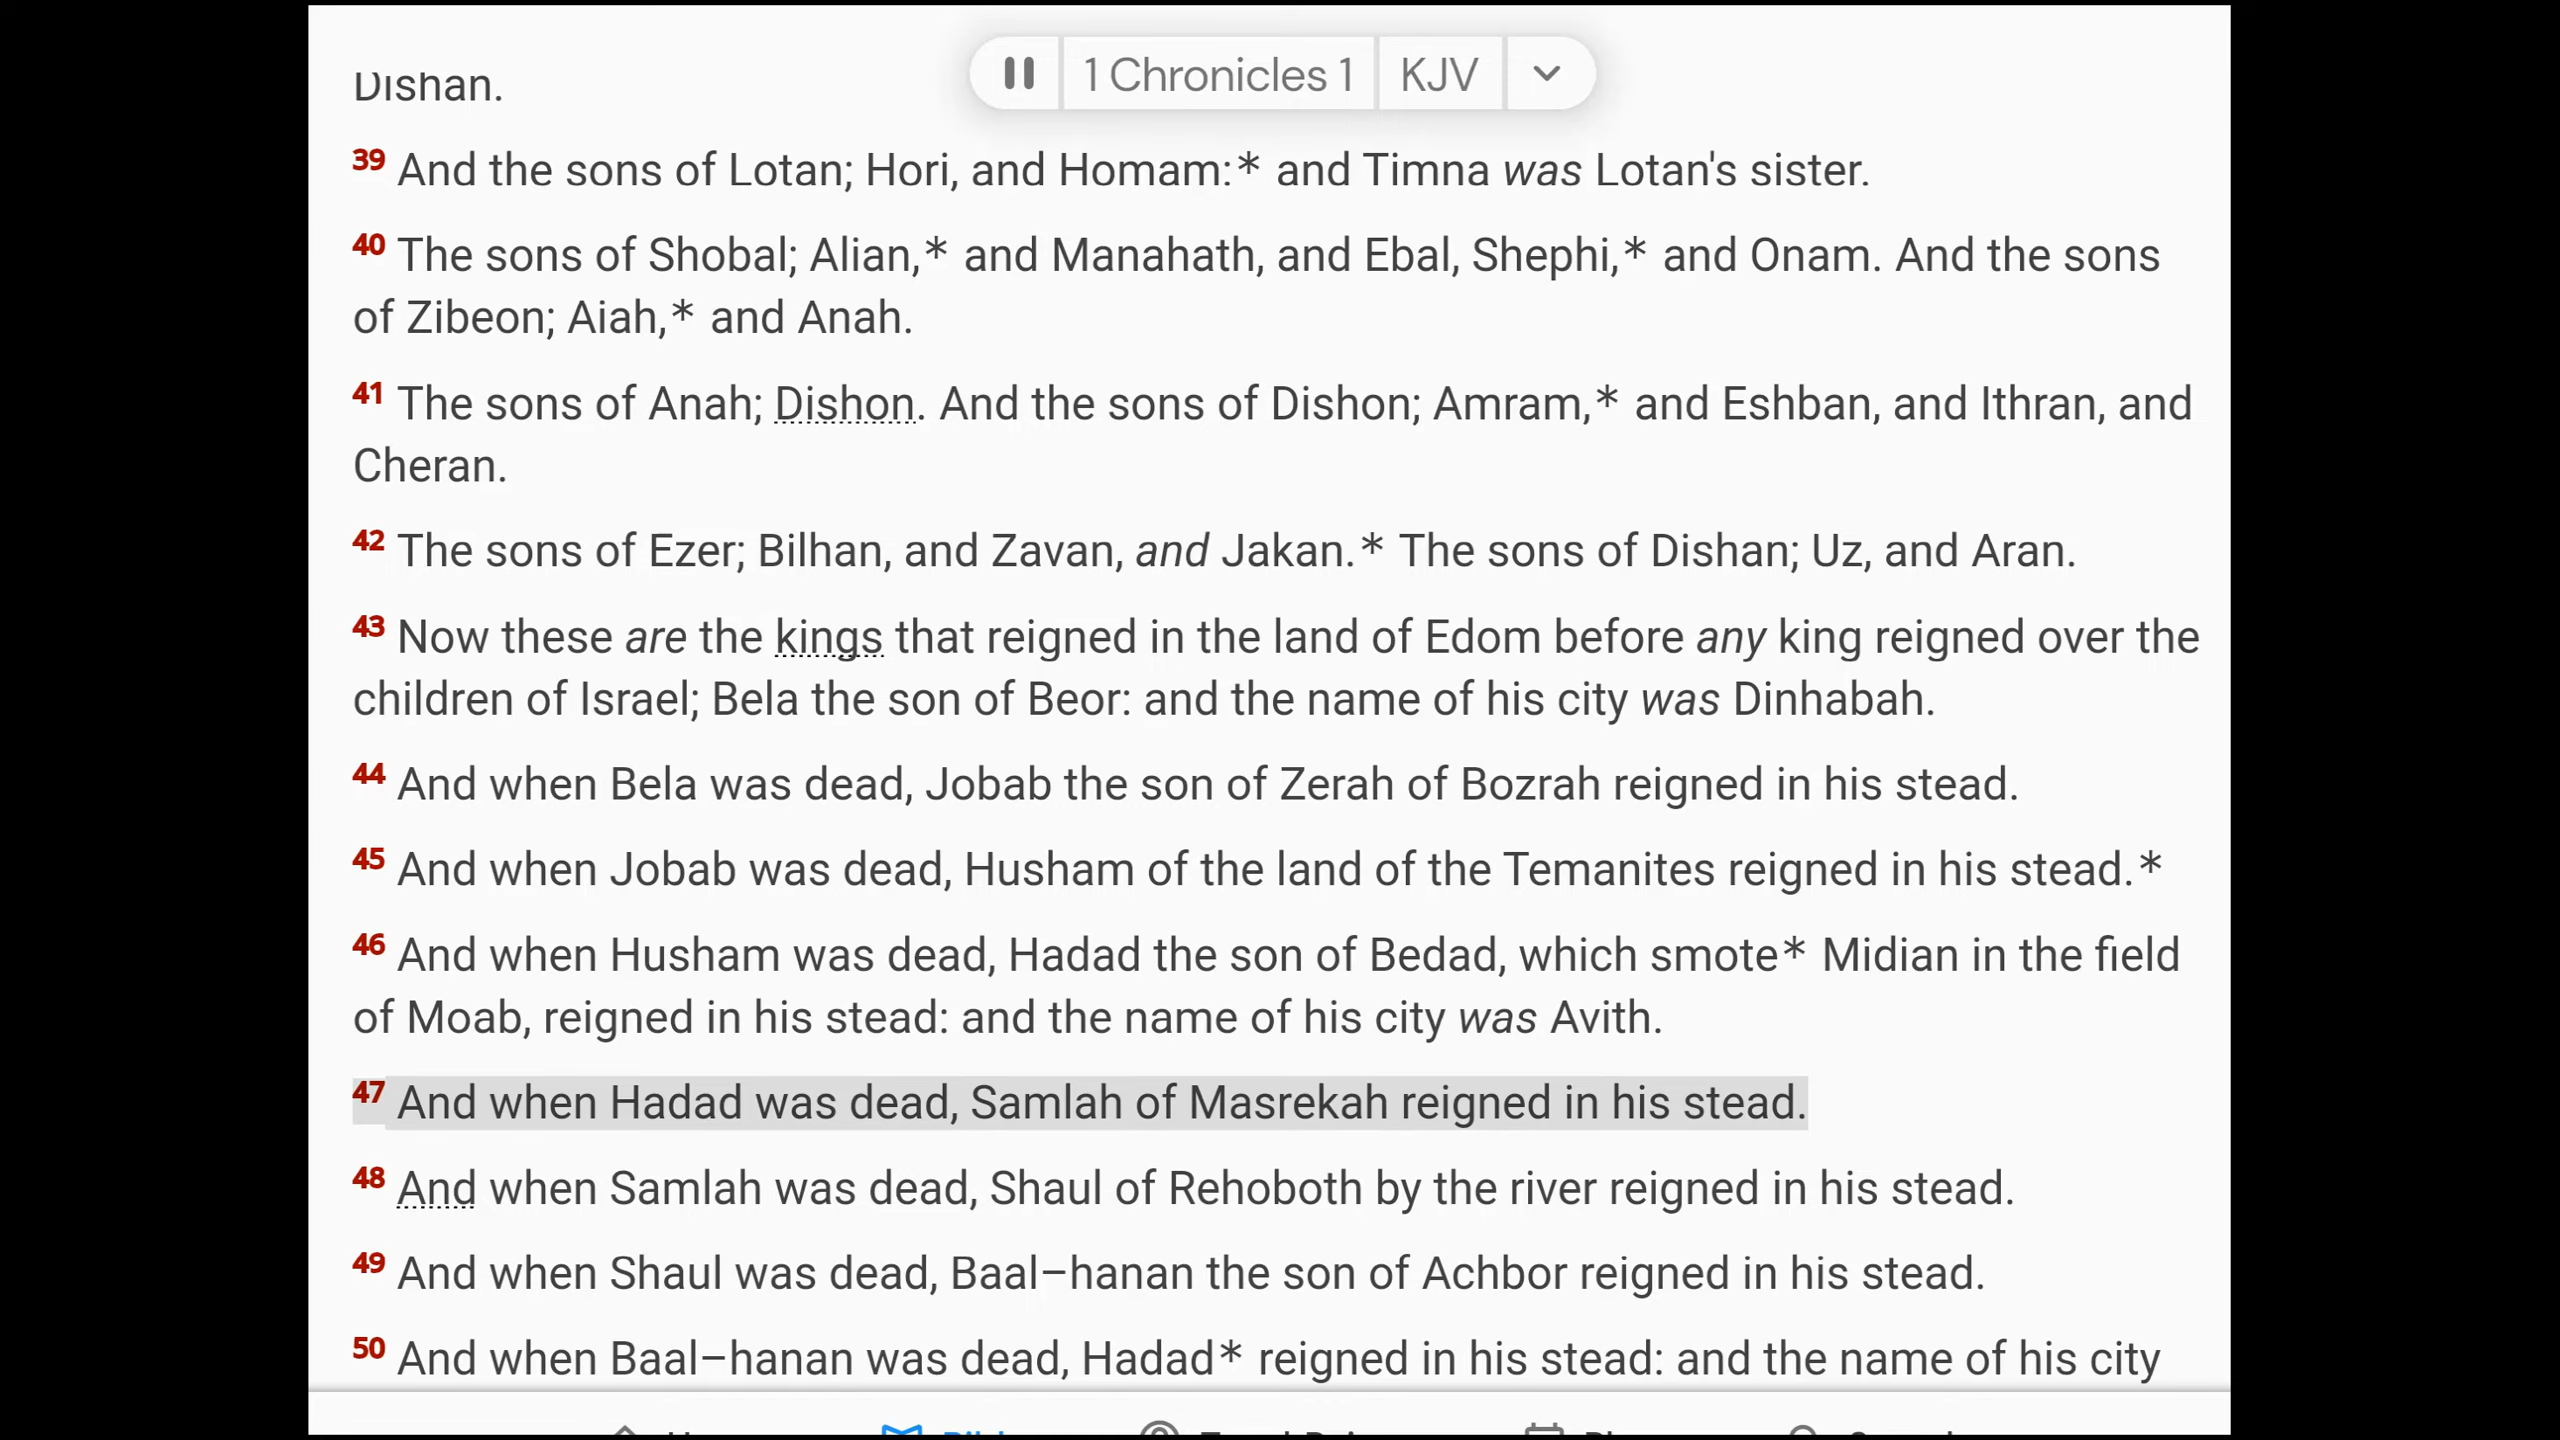 1 Chronicles 1 KJV
Dishan.
39 And the sons of Lotan; Hori, and Homam:* and Timna was Lotan's sister.
40 The sons of Shobal; Alian,* and Manahath, and Ebal, Shephi,* and Onam. And the sons
of Zibeon; Aiah,* and Anah.
41 The sons of Anah; Dishon. And the sons of Dishon; Amram,* and Eshban, and Ithran, and
Cheran.
42 The sons of Ezer; Bilhan, and Zavan, and Jakan.* The sons of Dishan; Uz, and Aran.
43 Now these are the kings that reigned in the land of Edom before any king reigned over the
children of Israel; Bela the son of Beor: and the name of his city was Dinhabah.
44 And when Bela was dead, Jobab the son of Zerah of Bozrah reigned in his stead.
45 And when Jobab was dead, Husham of the land of the Temanites reigned in his stead.*
46 And when Husham was dead, Hadad the son of Bedad, which smote* Midian in the field
of Moab, reigned in his stead: and the name of his city was Avith.
47 And when Hadad was dead, Samlah of Masrekah reigned in his stead.
48 And when Samlah was dead, Shaul of Rehoboth by the river reigned in his stead.
49 And when Shaul was dead, Baal–hanan the son of Achbor reigned in his stead.
50 And when Baal–hanan was dead, Hadad* reigned in his stead: and the name of his city